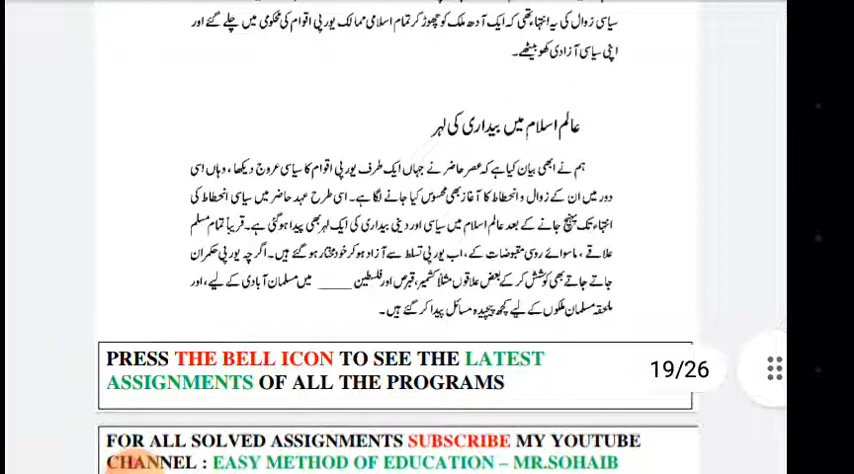 سیاسی زوال کی یہ انتہا تھی کہ ایک آدھ ملک کو چھوڑ کر تمام اسلامی ممالک یورپی اقوام کی محکومی میں چلے گئے اور
اپنی سیاسی آزادی کھو بیٹھے۔
عالم اسلام میں بیداری کی لہر
ہم نے ابھی بیان کیا ہے کہ عصر حاضر نے جہاں ایک طرف یورپی اقوام کا سیاسی عروج دیکھا، وہاں اسی
دور میں ان کے زوال و انحطاط کا آغاز بھی محسوس کیا جانے لگا ہے۔ اسی طرح عہد حاضر میں سیاسی انحطاط کی
انتہاء تک پہنچ جانے کے بعد عالم اسلام میں سیاسی اور دینی بیداری کی ایک لہر بھی پیدا ہو گئی ہے۔ قریباً تمام مسلم
علاقے، ماسوائے روسی مقبوضات کے، اب یورپی تسلط سے آزاد ہو کر خود مختار ہو گئے ہیں۔ اگرچہ یورپی حکمران
جاتے جاتے بھی کوشش کر کے بعض علاقوں مثلاً کشمیر، قبرص اور فلسطین _____ میں مسلمان آبادی کے لیے، اور
ملحقہ مسلمان ملکوں کے لیے کچھ پیچیدہ مسائل پیدا کر گئے ہیں۔
PRESS THE BELL ICON TO SEE THE LATEST
ASSIGNMENTS OF ALL THE PROGRAMS
19/26
FOR ALL SOLVED ASSIGNMENTS SUBSCRIBE MY YOUTUBE
CHANNEL : EASY METHOD OF EDUCATION – MR.SOHAIB